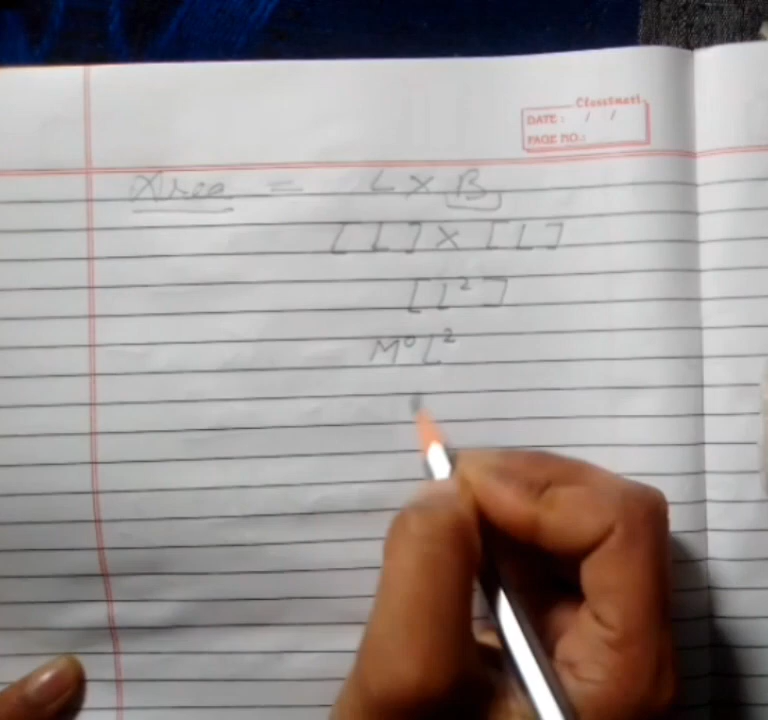 Classmate
DATE: / /
PAGE NO.:
Area = L × B
[L] × [L]
[L²]
M⁰L²